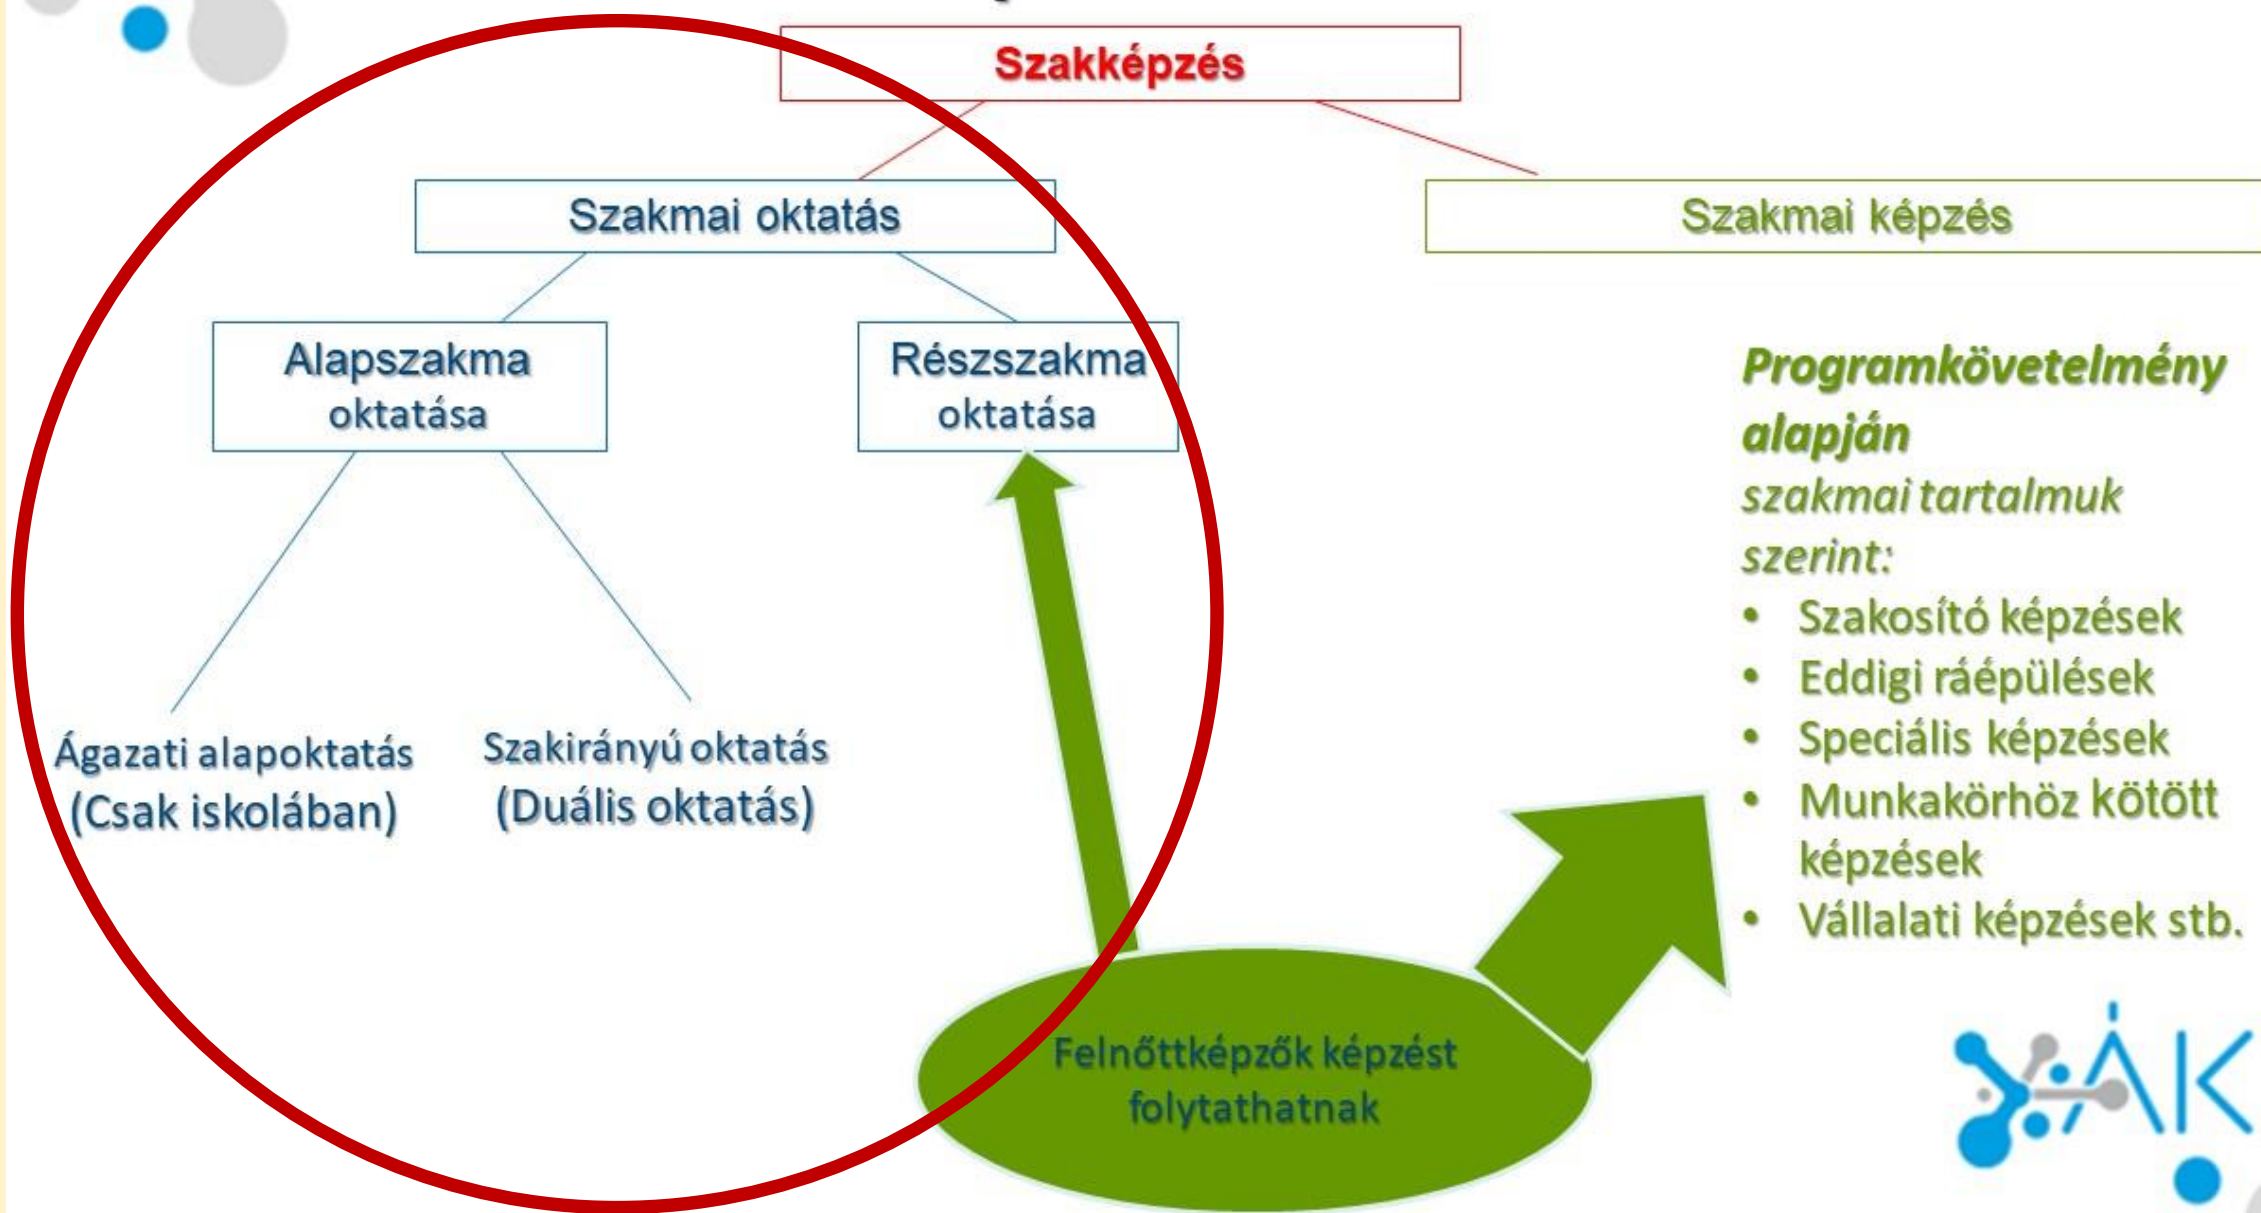 Szakképzés
Szakmai oktatás
Szakmai képzés
Alapszakma
oktatása
Részszakma
oktatása
Ágazati alapoktatás
(Csak iskolában)
Szakirányú oktatás
(Duális oktatás)
Programkövetelmény
alapján
szakmai tartalmuk
szerint:
• Szakosító képzések
• Eddigi ráépülések
• Speciális képzések
• Munkakörhöz kötött
képzések
• Vállalati képzések stb.
Felnőttképzők képzést
folytathatnak
ÁK